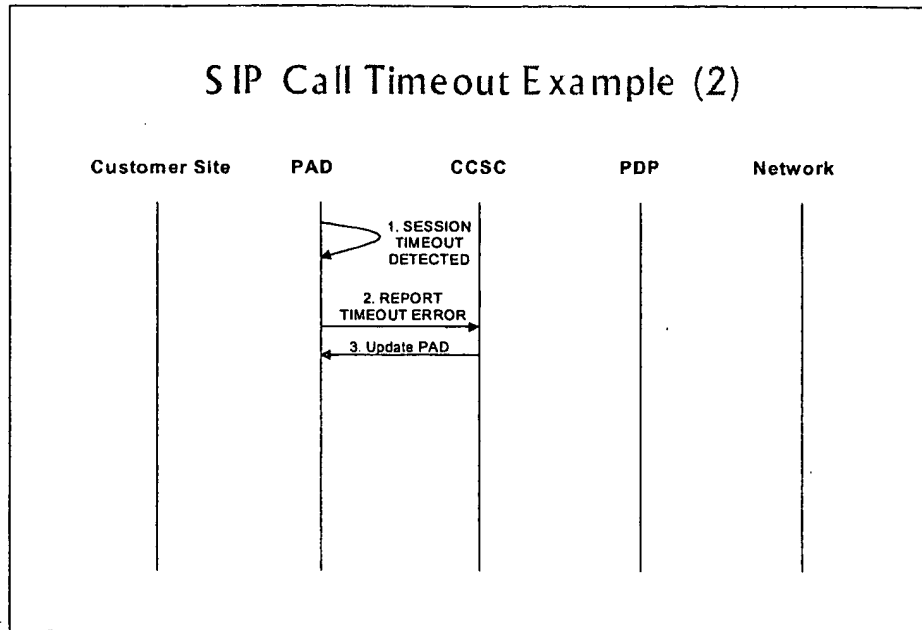 SIP Call Timeout Example (2)
Customer Site PAD CCSC PDP Network
1. SESSION
TIMEOUT
DETECTED
2. REPORT
TIMEOUT ERROR
3. Update PAD